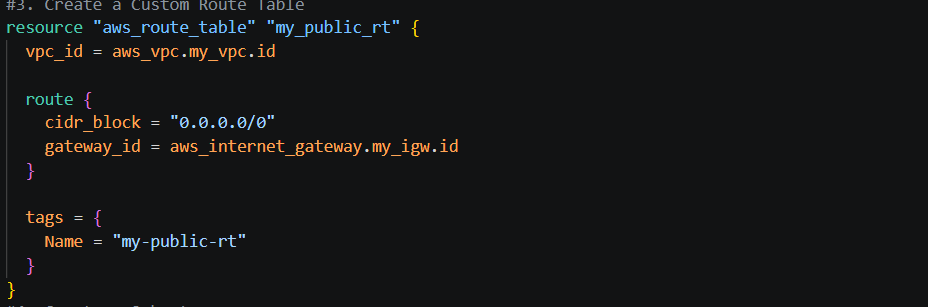 #3. Create a Custom Route Table
resource "aws_route_table" "my_public_rt" {
  vpc_id = aws_vpc.my_vpc.id

  route {
    cidr_block = "0.0.0.0/0"
    gateway_id = aws_internet_gateway.my_igw.id
  }

  tags = {
    Name = "my-public-rt"
  }
}